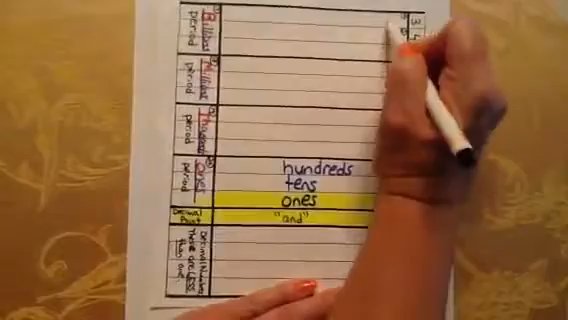 Billions
period
Millions
period
Thousands
period
Ones
period
hundreds
tens
ones
Decimal
Point
"and"
Decimal Numbers
These are LESS
than one
3